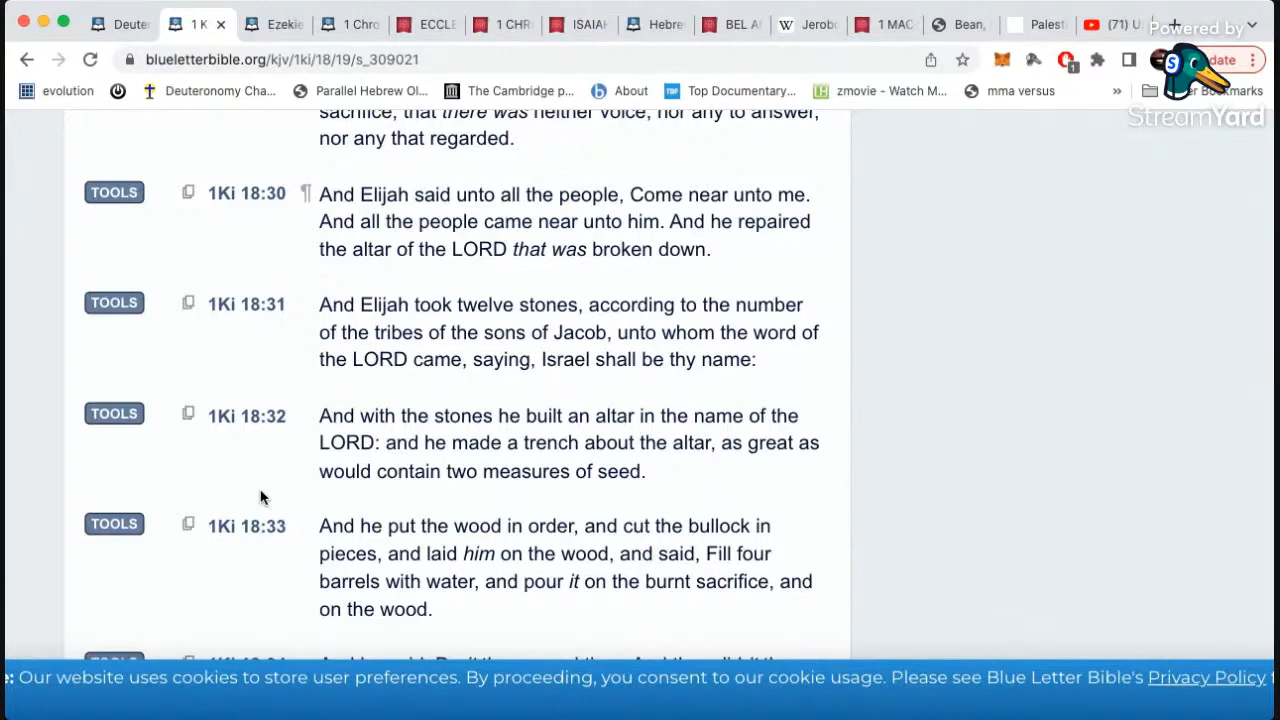 Deuter
1 K
Ezekie
1 Chro
ECCLE
1 CHR
ISAIAH
Hebre
BEL A
W Jerob
1 MAC
Bean,
Palest
(71) U
Powered by
blueletterbible.org/kjv/1ki/18/19/s_309021
1
date
evolution
Deuteronomy Cha...
Parallel Hebrew Ol...
The Cambridge p...
About
Top Documentary...
zmovie - Watch M...
mma versus
»
Bookmarks
StreamYard
sacrifice, that there was neither voice, nor any to answer,
nor any that regarded.
TOOLS 1Ki 18:30 ¶ And Elijah said unto all the people, Come near unto me.
And all the people came near unto him. And he repaired
the altar of the LORD that was broken down.
TOOLS 1Ki 18:31 And Elijah took twelve stones, according to the number
of the tribes of the sons of Jacob, unto whom the word of
the LORD came, saying, Israel shall be thy name:
TOOLS 1Ki 18:32 And with the stones he built an altar in the name of the
LORD: and he made a trench about the altar, as great as
would contain two measures of seed.
TOOLS 1Ki 18:33 And he put the wood in order, and cut the bullock in
pieces, and laid him on the wood, and said, Fill four
barrels with water, and pour it on the burnt sacrifice, and
on the wood.
e: Our website uses cookies to store user preferences. By proceeding, you consent to our cookie usage. Please see Blue Letter Bible's Privacy Policy